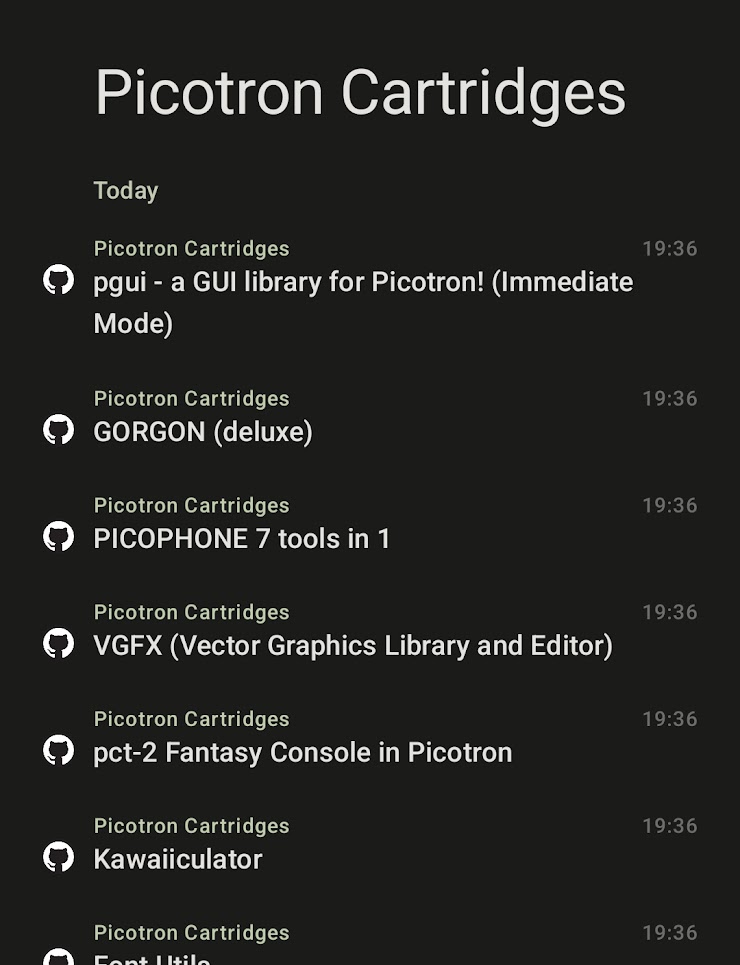 Picotron Cartridges
Today
Picotron Cartridges 19:36
pgui - a GUI library for Picotron! (Immediate
Mode)
Picotron Cartridges 19:36
GORGON (deluxe)
Picotron Cartridges 19:36
PICOPHONE 7 tools in 1
Picotron Cartridges 19:36
VGFX (Vector Graphics Library and Editor)
Picotron Cartridges 19:36
pct-2 Fantasy Console in Picotron
Picotron Cartridges 19:36
Kawaiiculator
Picotron Cartridges 19:36
Font Utils